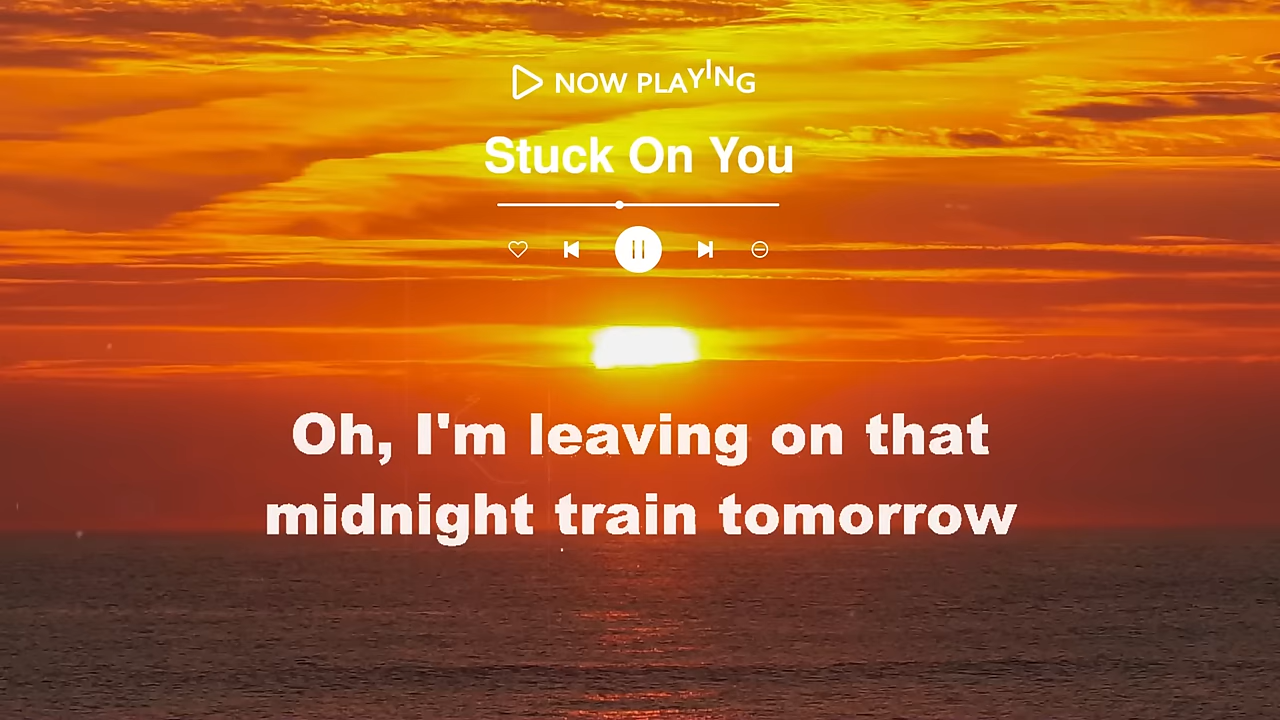 NOW PLAYING
Stuck On You
Oh, I'm leaving on that
midnight train tomorrow